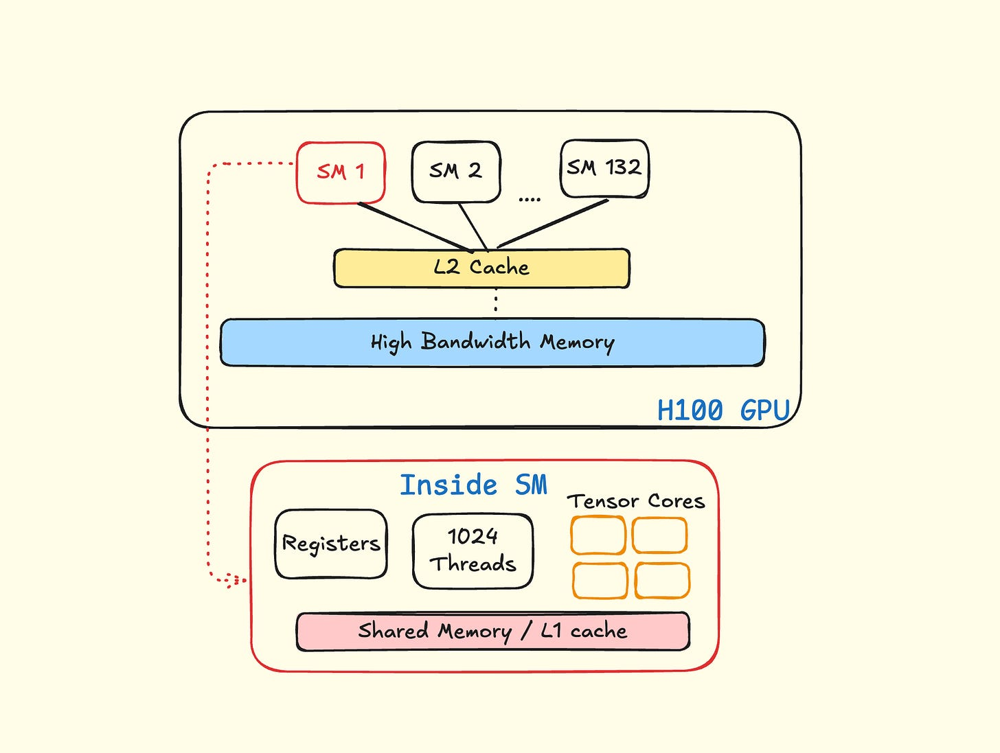 SM 1
SM 2
....
SM 132
L2 Cache
High Bandwidth Memory
H100 GPU
Inside SM
Tensor Cores
Registers
1024
Threads
Shared Memory / L1 cache